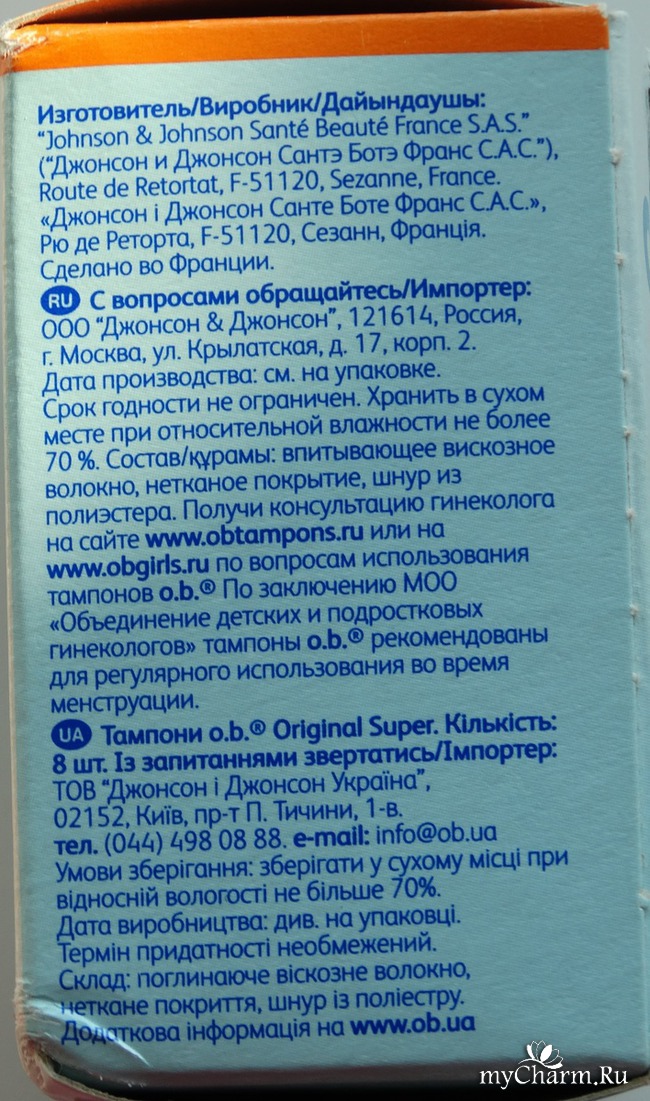 Изготовитель/Виробник/Дайындаушы:
“Johnson & Johnson Santé Beauté France S.A.S.”
(“Джонсон и Джонсон Сантэ Ботэ Франс С.А.С.”),
Route de Retortat, F-51120, Sezanne, France.
«Джонсон і Джонсон Санте Боте Франс С.А.С.»,
Рю де Реторта, F-51120, Сезанн, Франція.
Сделано во Франции.
RU С вопросами обращайтесь/Импортер:
ООО “Джонсон & Джонсон”, 121614, Россия,
г. Москва, ул. Крылатская, д. 17, корп. 2.
Дата производства: см. на упаковке.
Срок годности не ограничен. Хранить в сухом
месте при относительной влажности не более
70 %. Состав/құрамы: впитывающее вискозное
волокно, нетканое покрытие, шнур из
полиэстера. Получи консультацию гинеколога
на сайте www.obtampons.ru или на
www.obgirls.ru по вопросам использования
тампонов o.b.® По заключению МОО
«Объединение детских и подростковых
гинекологов» тампоны o.b.® рекомендованы
для регулярного использования во время
менструации.
UA Тампони o.b.® Original Super. Кількість:
8 шт. Із запитаннями звертатись/Імпортер:
ТОВ “Джонсон і Джонсон Україна”,
02152, Київ, пр-т П. Тичини, 1-в.
тел. (044) 498 08 88. e-mail: info@ob.ua
Умови зберігання: зберігати у сухому місці при
відносній вологості не більше 70%.
Дата виробництва: див. на упаковці.
Термін придатності необмежений.
Склад: поглинаюче віскозне волокно,
неткане покриття, шнур із поліестру.
Додаткова інформація на www.ob.ua
myCharm.Ru